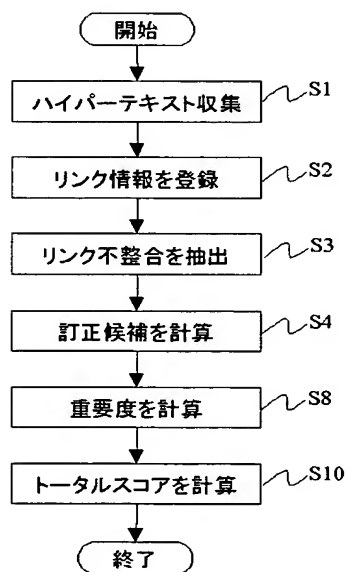 開始
ハイパーテキスト収集 S1
リンク情報を登録 S2
リンク不整合を抽出 S3
訂正候補を計算 S4
重要度を計算 S8
トータルスコアを計算 S10
終了